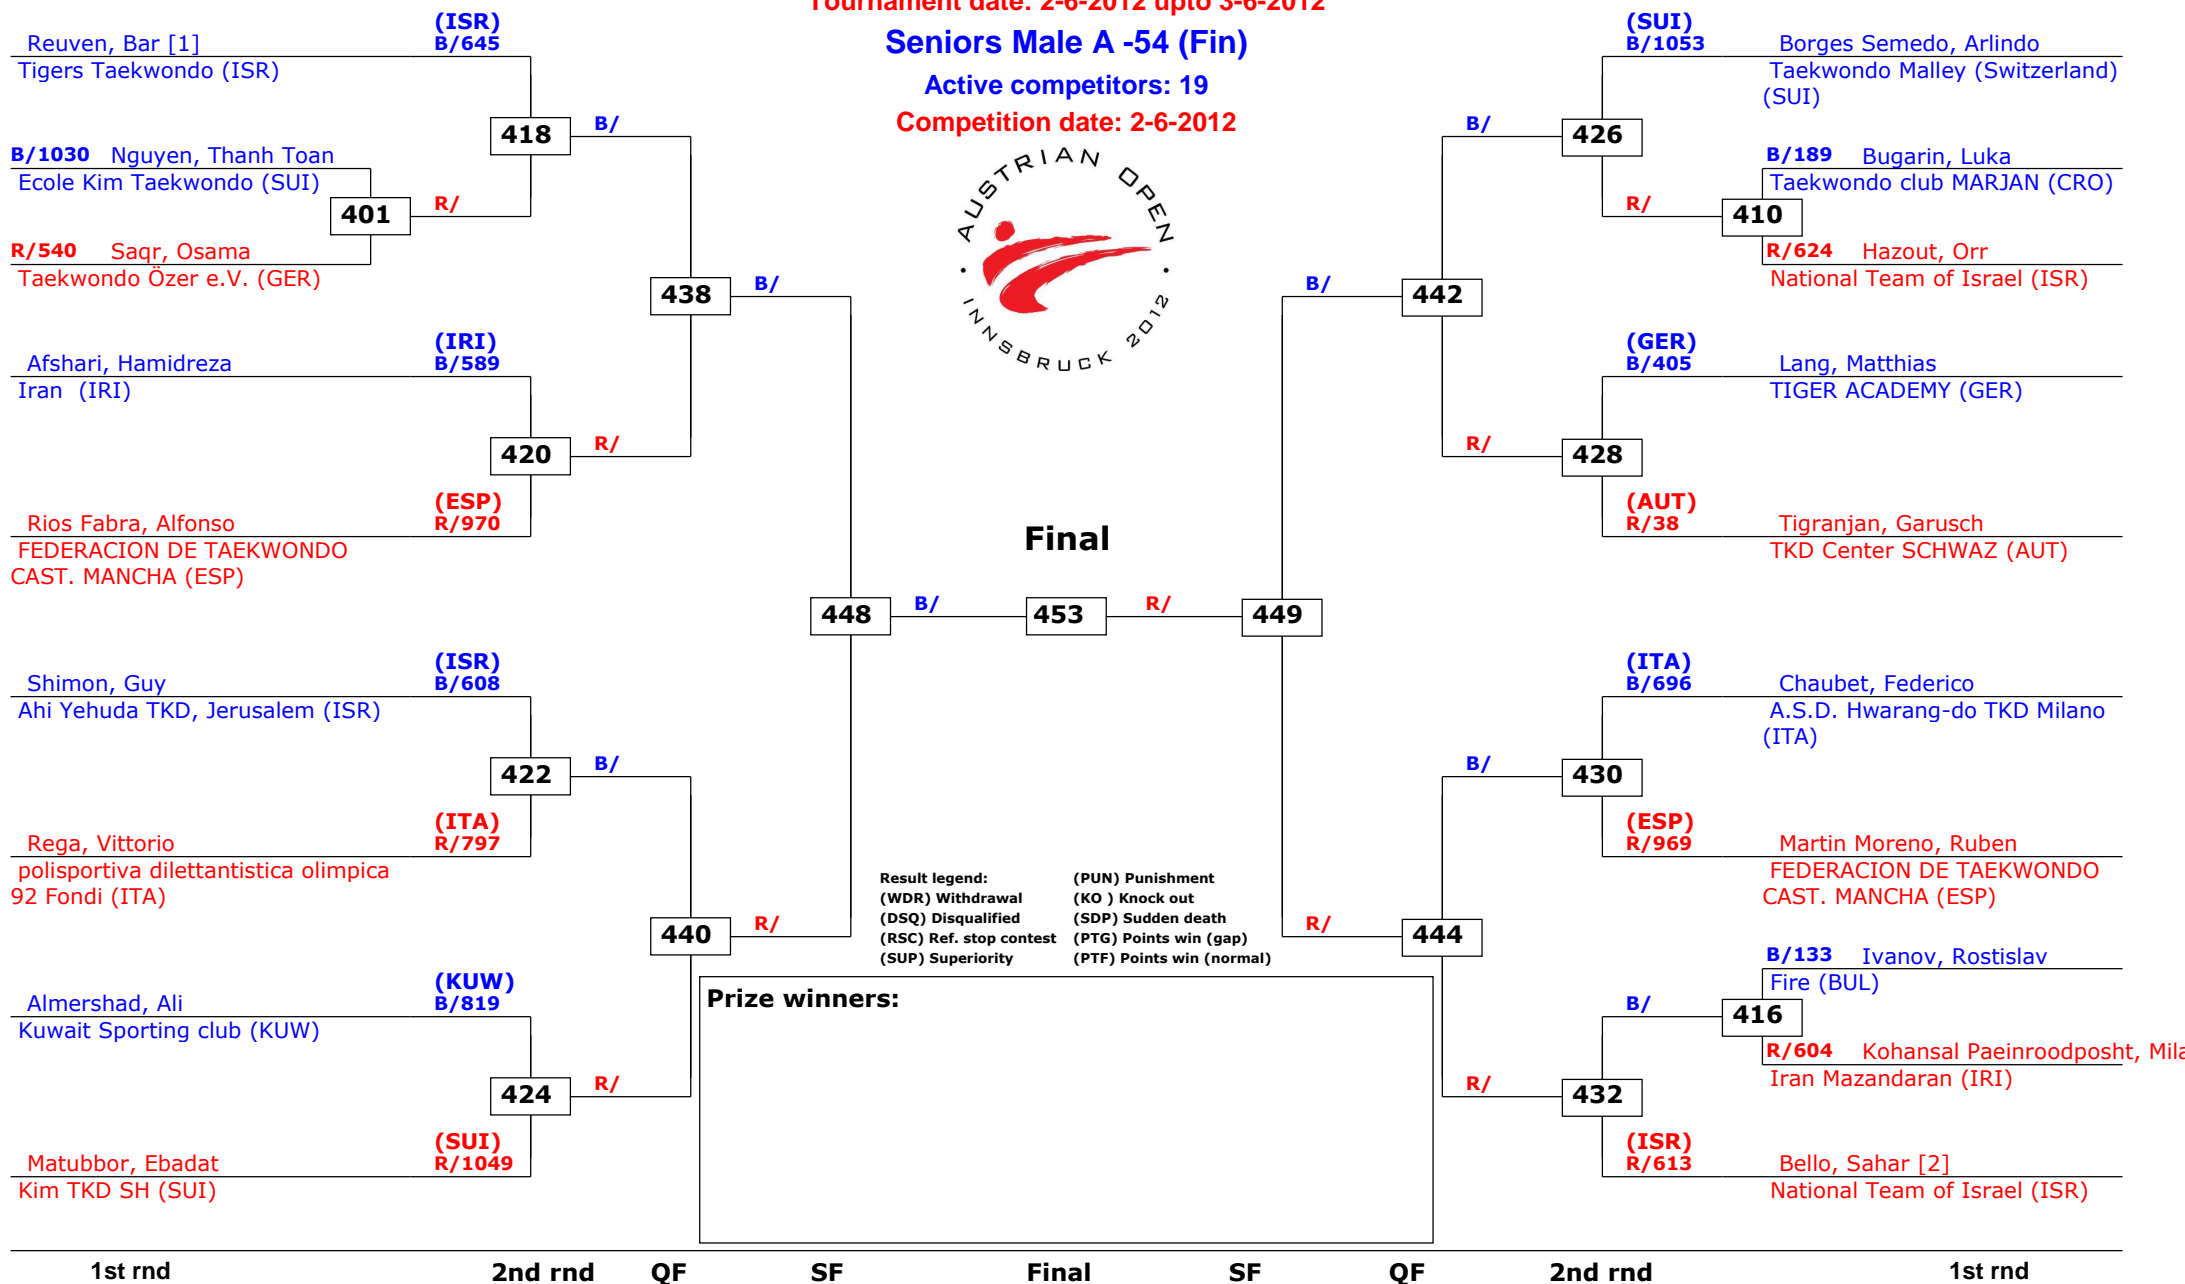 Tournament date: 2-6-2012 upto 3-6-2012
Seniors Male A -54 (Fin)
Active competitors: 19
Competition date: 2-6-2012
AUSTRIAN OPEN
· INNSBRUCK 2012 ·
(ISR)
Reuven, Bar [1] B/645
Tigers Taekwondo (ISR)
418 B/
B/1030 Nguyen, Thanh Toan
Ecole Kim Taekwondo (SUI)
401 R/
R/540 Saqr, Osama
Taekwondo Özer e.V. (GER)
438 B/
(IRI)
Afshari, Hamidreza B/589
Iran (IRI)
420 R/
(ESP)
Rios Fabra, Alfonso R/970
FEDERACION DE TAEKWONDO
CAST. MANCHA (ESP)
448 B/
(ISR)
Shimon, Guy B/608
Ahi Yehuda TKD, Jerusalem (ISR)
422 B/
(ITA)
Rega, Vittorio R/797
polisportiva dilettantistica olimpica
92 Fondi (ITA)
440 R/
(KUW)
Almershad, Ali B/819
Kuwait Sporting club (KUW)
424 R/
(SUI)
Matubbor, Ebadat R/1049
Kim TKD SH (SUI)
Final
453
(SUI)
B/1053 Borges Semedo, Arlindo
Taekwondo Malley (Switzerland)
(SUI)
B/ 426
B/189 Bugarin, Luka
Taekwondo club MARJAN (CRO)
R/ 410
R/624 Hazout, Orr
National Team of Israel (ISR)
B/ 442
(GER)
B/405 Lang, Matthias
TIGER ACADEMY (GER)
R/ 428
(AUT)
R/38 Tigranjan, Garusch
TKD Center SCHWAZ (AUT)
R/ 449
(ITA)
B/696 Chaubet, Federico
A.S.D. Hwarang-do TKD Milano
(ITA)
B/ 430
(ESP)
R/969 Martin Moreno, Ruben
FEDERACION DE TAEKWONDO
CAST. MANCHA (ESP)
R/ 444
B/133 Ivanov, Rostislav
Fire (BUL)
B/ 416
R/604 Kohansal Paeinroodposht, Mila
Iran Mazandaran (IRI)
R/ 432
(ISR)
R/613 Bello, Sahar [2]
National Team of Israel (ISR)
Result legend: (PUN) Punishment
(WDR) Withdrawal (KO ) Knock out
(DSQ) Disqualified (SDP) Sudden death
(RSC) Ref. stop contest (PTG) Points win (gap)
(SUP) Superiority (PTF) Points win (normal)
Prize winners:
1st rnd 2nd rnd QF SF Final SF QF 2nd rnd 1st rnd